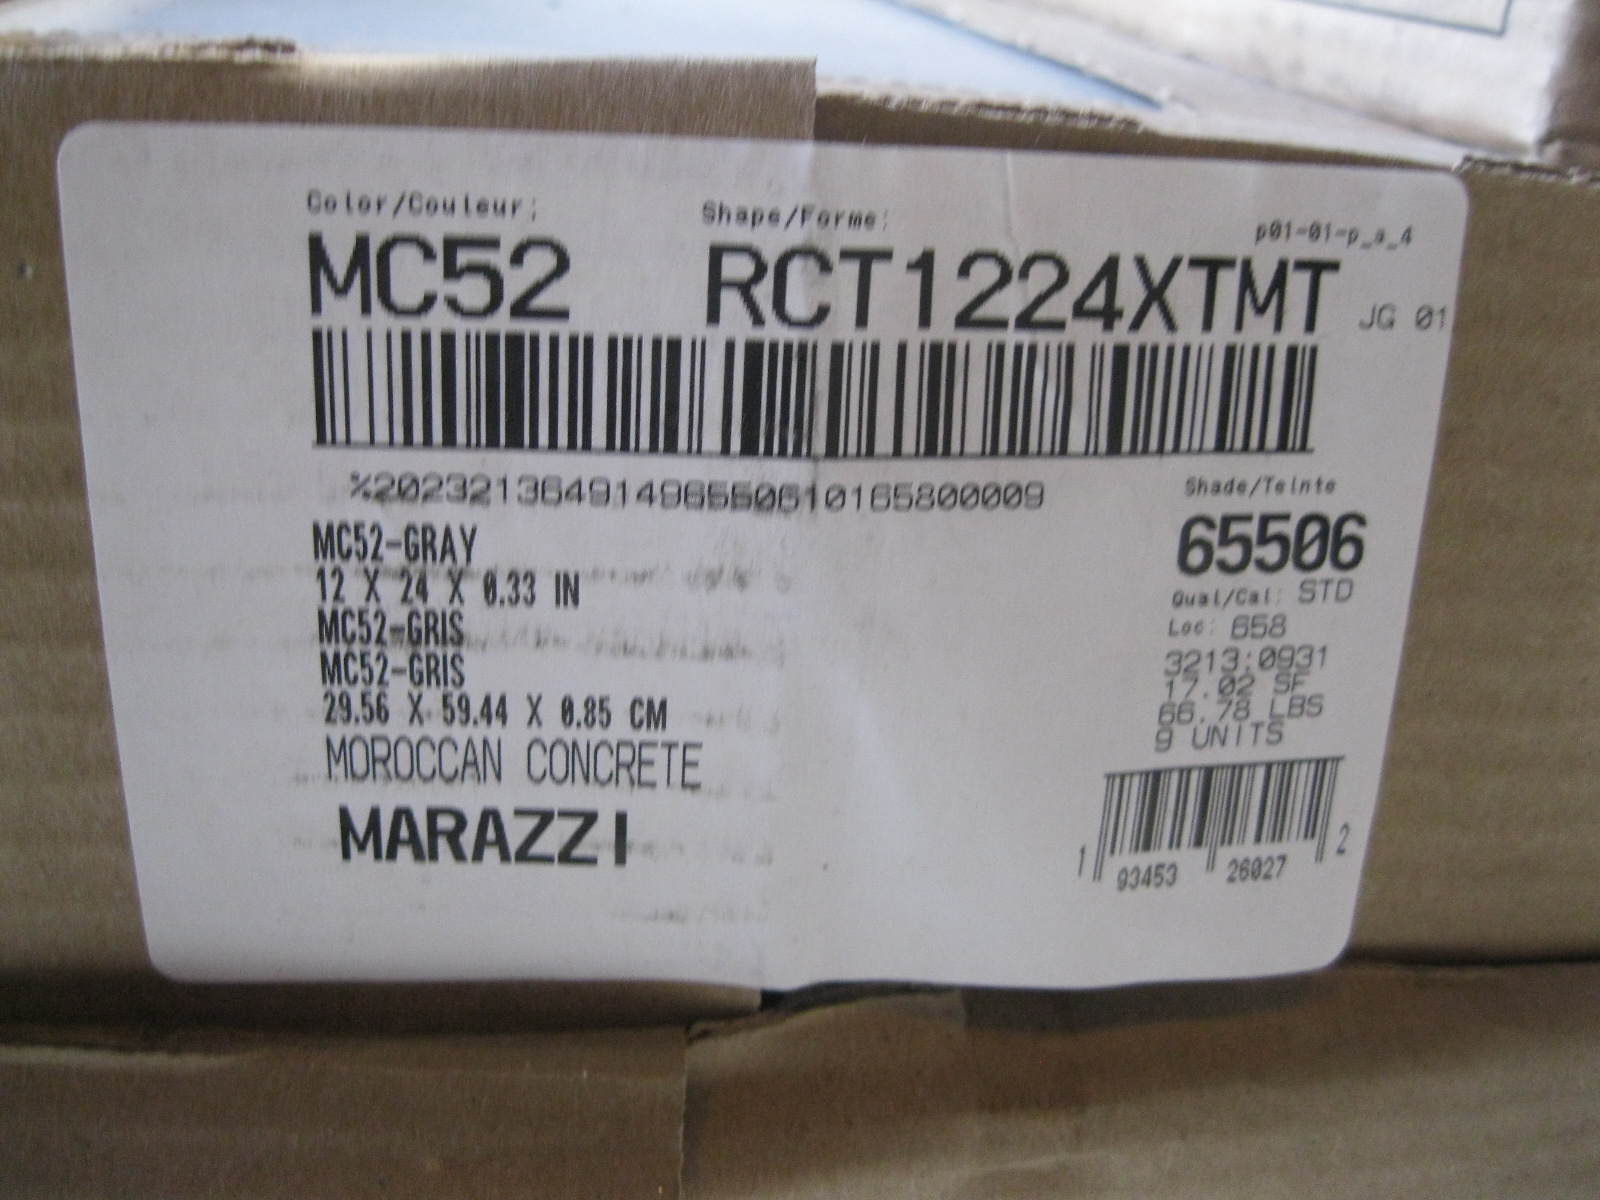 Color/Couleur:
Shape/Forme:
p01-01-p_a_4
MC52
RCT1224XTMT
JG 01
%20232136491496550610165800009
Shade/Teinte
65506
MC52-GRAY
12 X 24 X 0.33 IN
Qual/Cal: STD
MC52-GRIS
Loc: 658
MC52-GRIS
3213:0931
17.02 SF
29.56 X 59.44 X 0.85 CM
66.78 LBS
9 UNITS
MOROCCAN CONCRETE
MARAZZI
1 93453 26027 2